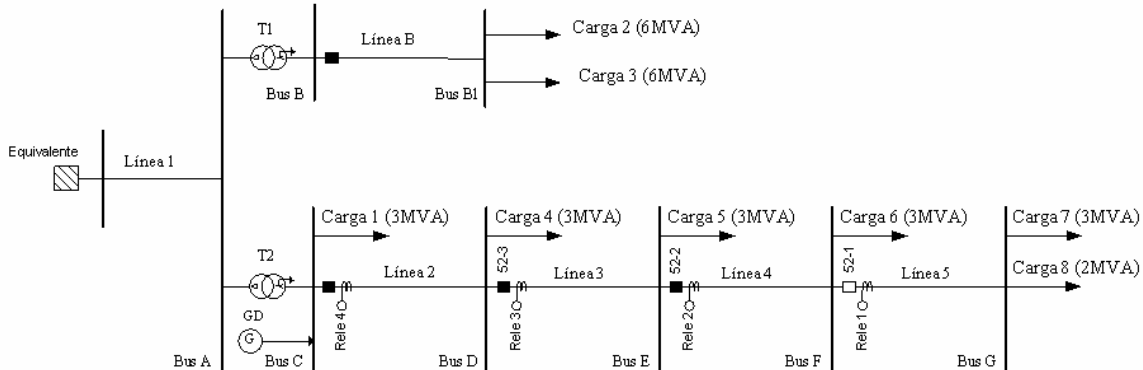 T1
Línea B
Carga 2 (6MVA)
Carga 3 (6MVA)
Bus B
Bus B1
Equivalente
Línea 1
T2
GD
G
Bus A
Bus C
Carga 1 (3MVA)
Línea 2
Rele 4
Bus D
Carga 4 (3MVA)
52-3
Línea 3
Rele 3
Bus E
Carga 5 (3MVA)
52-2
Línea 4
Rele 2
Bus F
Carga 6 (3MVA)
52-1
Línea 5
Rele 1
Bus G
Carga 7 (3MVA)
Carga 8 (2MVA)